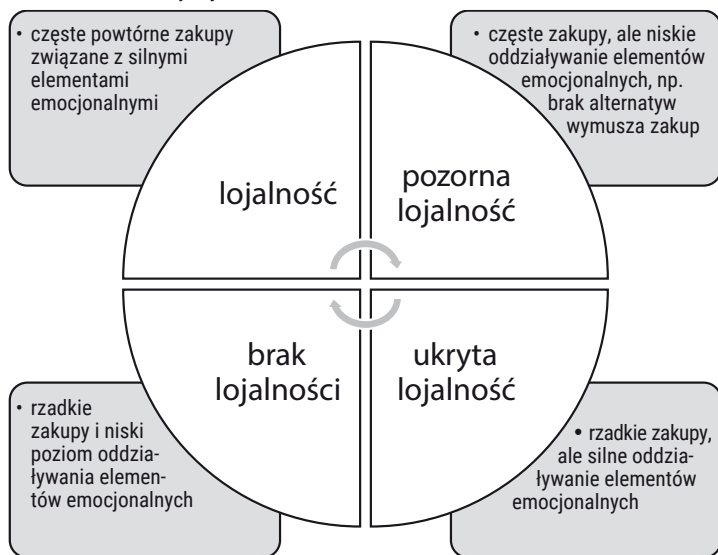 • częste powtórne zakupy
związane z silnymi
elementami
emocjonalnymi
• częste zakupy, ale niskie
oddziaływanie elementów
emocjonalnych, np.
brak alternatyw
wymusza zakup
lojalność
pozorna
lojalność
brak
lojalności
ukryta
lojalność
• rzadkie
zakupy i niski
poziom oddzia-
ływania elemen-
tów emocjonalnych
• rzadkie zakupy,
ale silne oddzia-
ływanie elementów
emocjonalnych